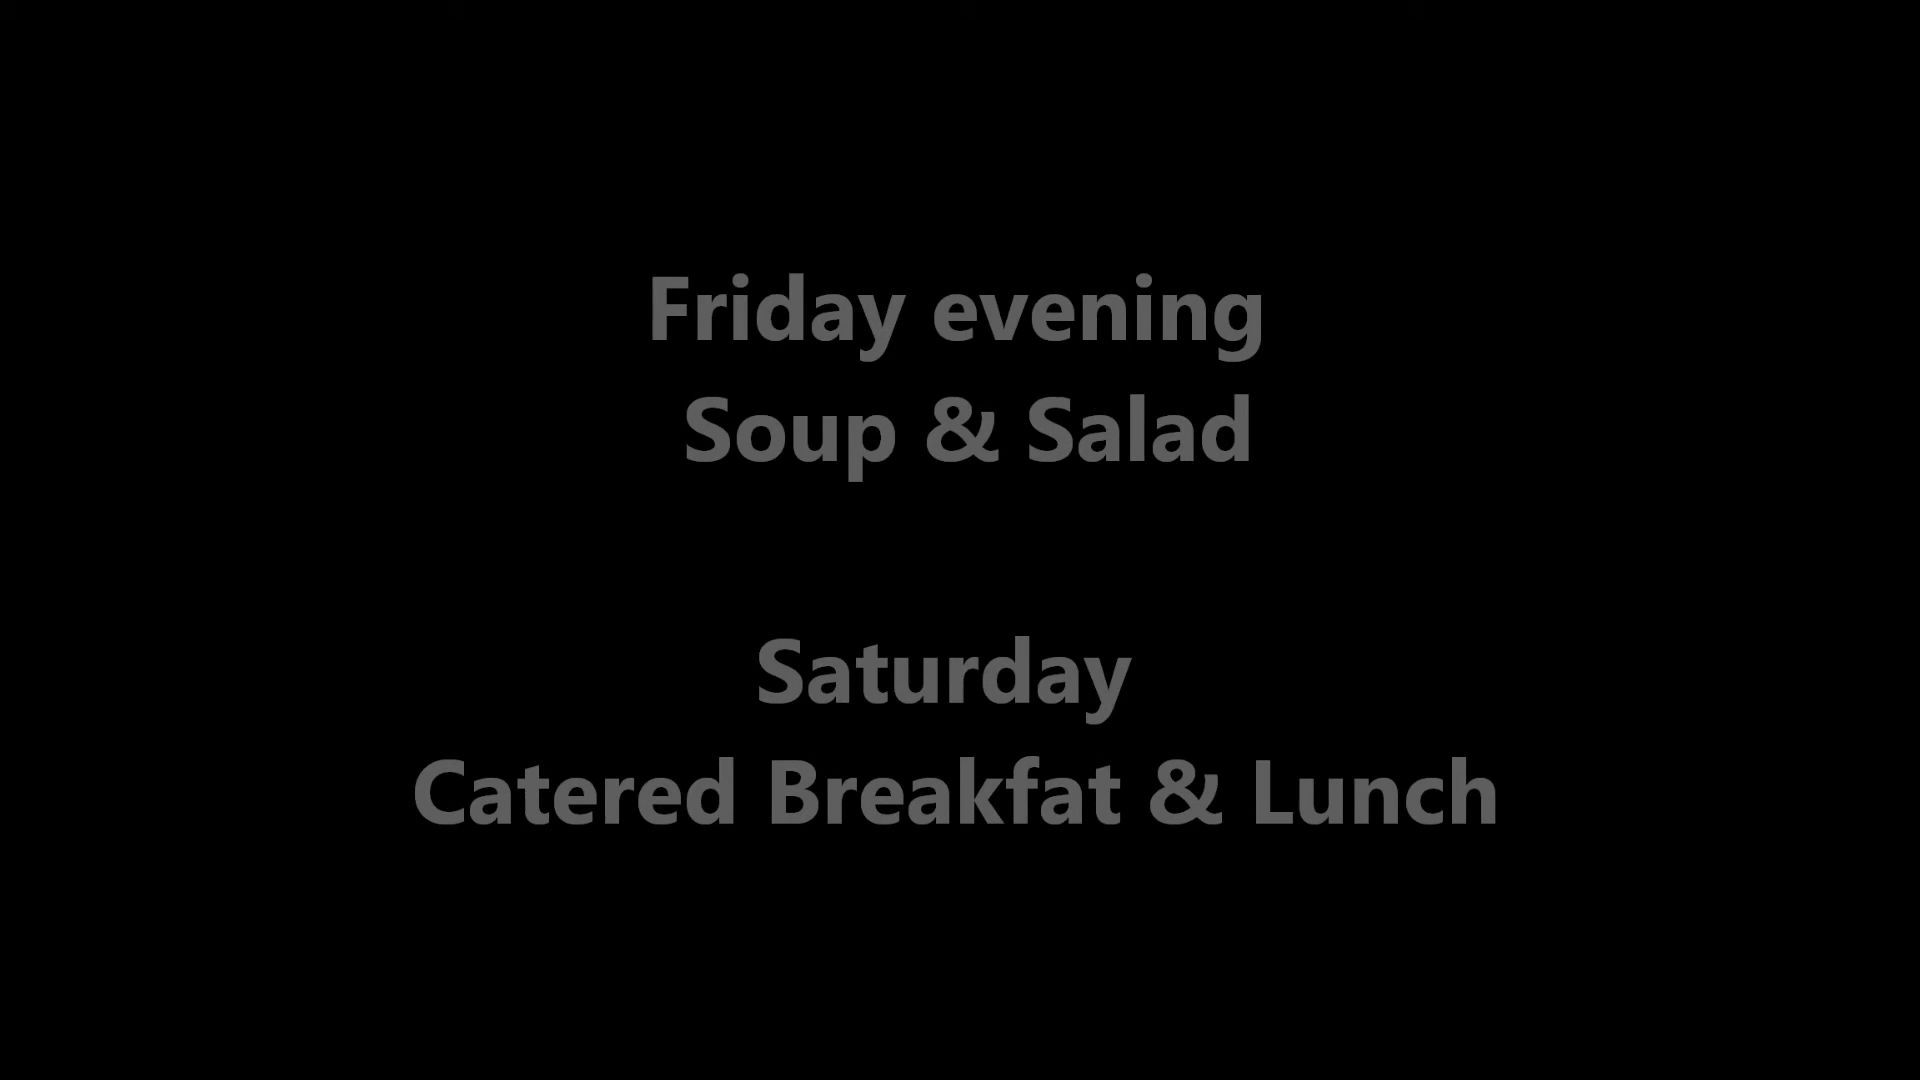 Friday evening
Soup & Salad
Saturday
Catered Breakfat & Lunch